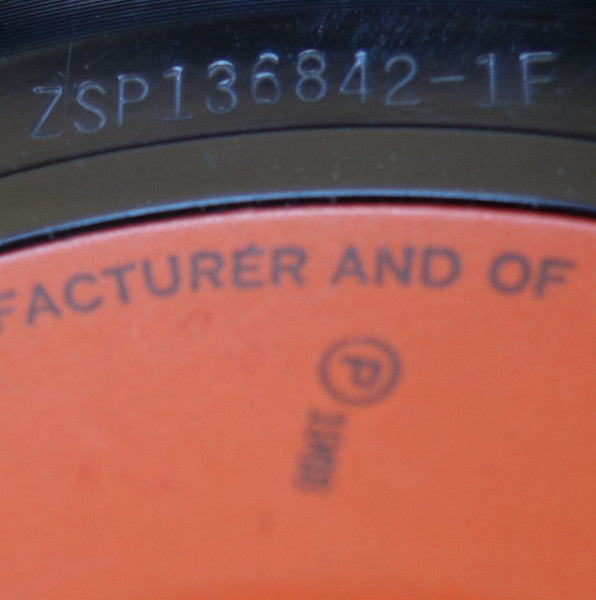 ZSP136842-1F
FACTURER AND OF
℗